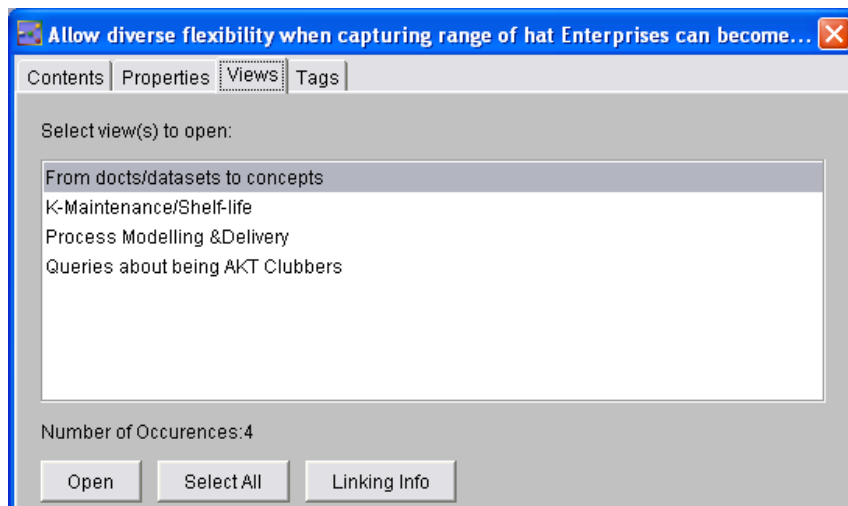 Allow diverse flexibility when capturing range of hat Enterprises can become...
Contents Properties Views Tags
Select view(s) to open:
From docts/datasets to concepts
K-Maintenance/Shelf-life
Process Modelling &Delivery
Queries about being AKT Clubbers
Number of Occurences:4
Open Select All Linking Info